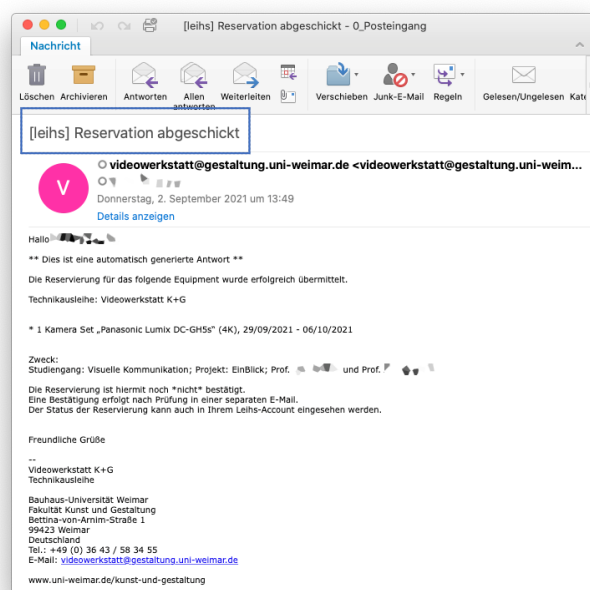 [leihs] Reservation abgeschickt - 0_Posteingang
Nachricht
Löschen Archivieren Antworten Allen antworten Weiterleiten Verschieben Junk-E-Mail Regeln Gelesen/Ungelesen Kate
[leihs] Reservation abgeschickt
V
videowerkstatt@gestaltung.uni-weimar.de <videowerkstatt@gestaltung.uni-weim...
Donnerstag, 2. September 2021 um 13:49
Details anzeigen
Hallo
** Dies ist eine automatisch generierte Antwort **
Die Reservierung für das folgende Equipment wurde erfolgreich übermittelt.
Technikausleihe: Videowerkstatt K+G
* 1 Kamera Set „Panasonic Lumix DC-GH5s“ (4K), 29/09/2021 - 06/10/2021
Zweck:
Studiengang: Visuelle Kommunikation; Projekt: EinBlick; Prof. und Prof.
Die Reservierung ist hiermit noch *nicht* bestätigt.
Eine Bestätigung erfolgt nach Prüfung in einer separaten E-Mail.
Der Status der Reservierung kann auch in Ihrem Leihs-Account eingesehen werden.
Freundliche Grüße
--
Videowerkstatt K+G
Technikausleihe
Bauhaus-Universität Weimar
Fakultät Kunst und Gestaltung
Bettina-von-Arnim-Straße 1
99423 Weimar
Deutschland
Tel.: +49 (0) 36 43 / 58 34 55
E-Mail: videowerkstatt@gestaltung.uni-weimar.de
www.uni-weimar.de/kunst-und-gestaltung